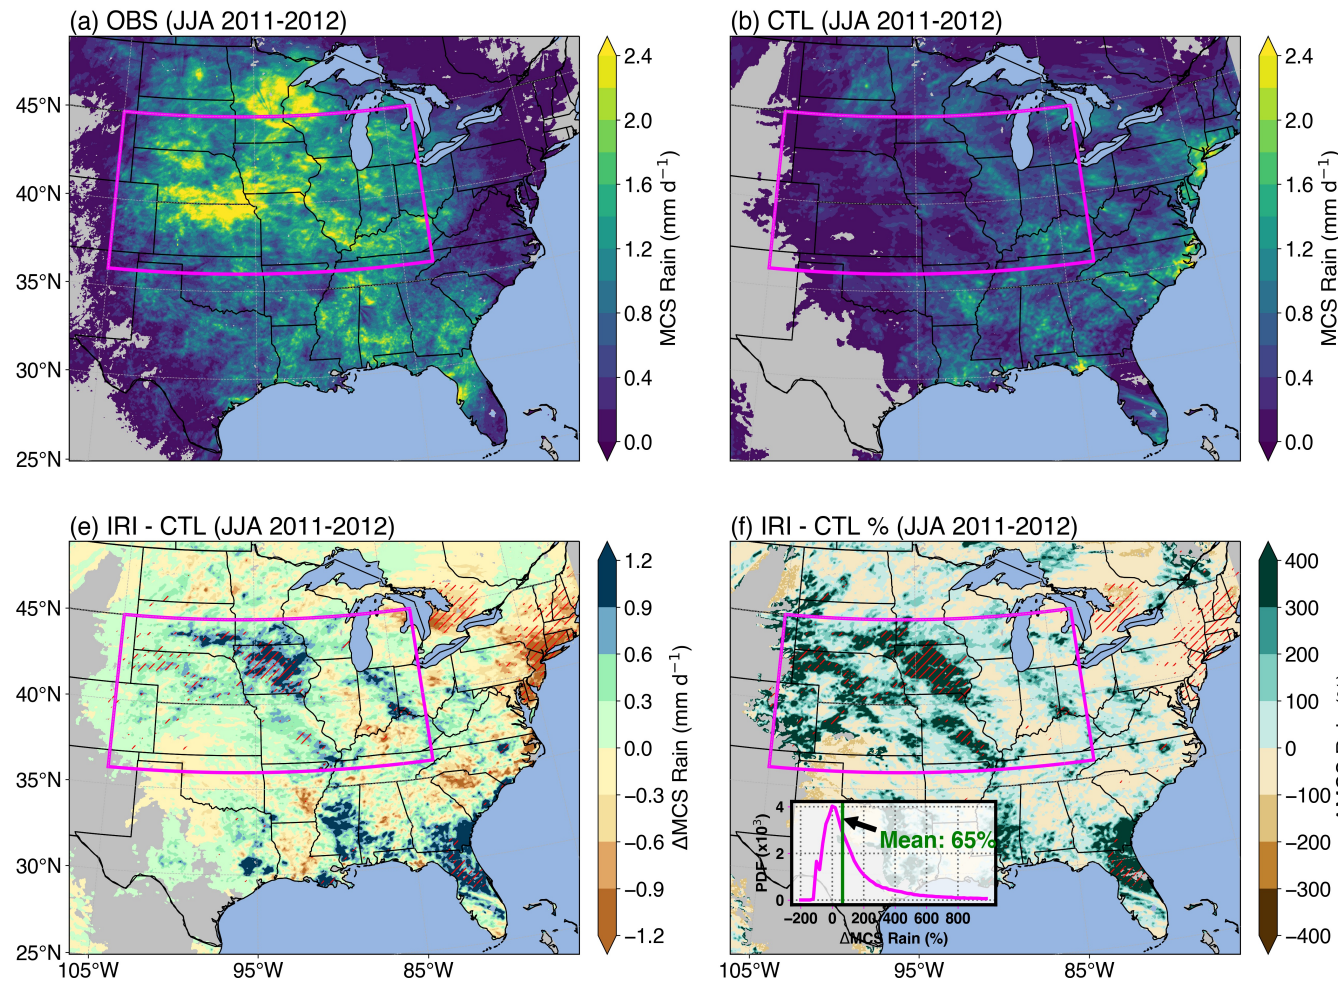 (a) OBS (JJA 2011-2012)
(b) CTL (JJA 2011-2012)
45°N
40°N
35°N
30°N
25°N
2.4
2.0
1.6
1.2
0.8
0.4
0.0
MCS Rain (mm d⁻¹)
2.4
2.0
1.6
1.2
0.8
0.4
0.0
MCS Rain (mm d⁻¹)
(e) IRI - CTL (JJA 2011-2012)
(f) IRI - CTL % (JJA 2011-2012)
45°N
40°N
35°N
30°N
25°N
105°W
95°W
85°W
1.2
0.9
0.6
0.3
0.0
−0.3
−0.6
−0.9
−1.2
ΔMCS Rain (mm d⁻¹)
105°W
95°W
85°W
400
300
200
100
0
−100
−200
−300
−400
Mean: 65%
PDF (x10³)
4
2
0
−200
0
200
400
600
800
ΔMCS Rain (%)